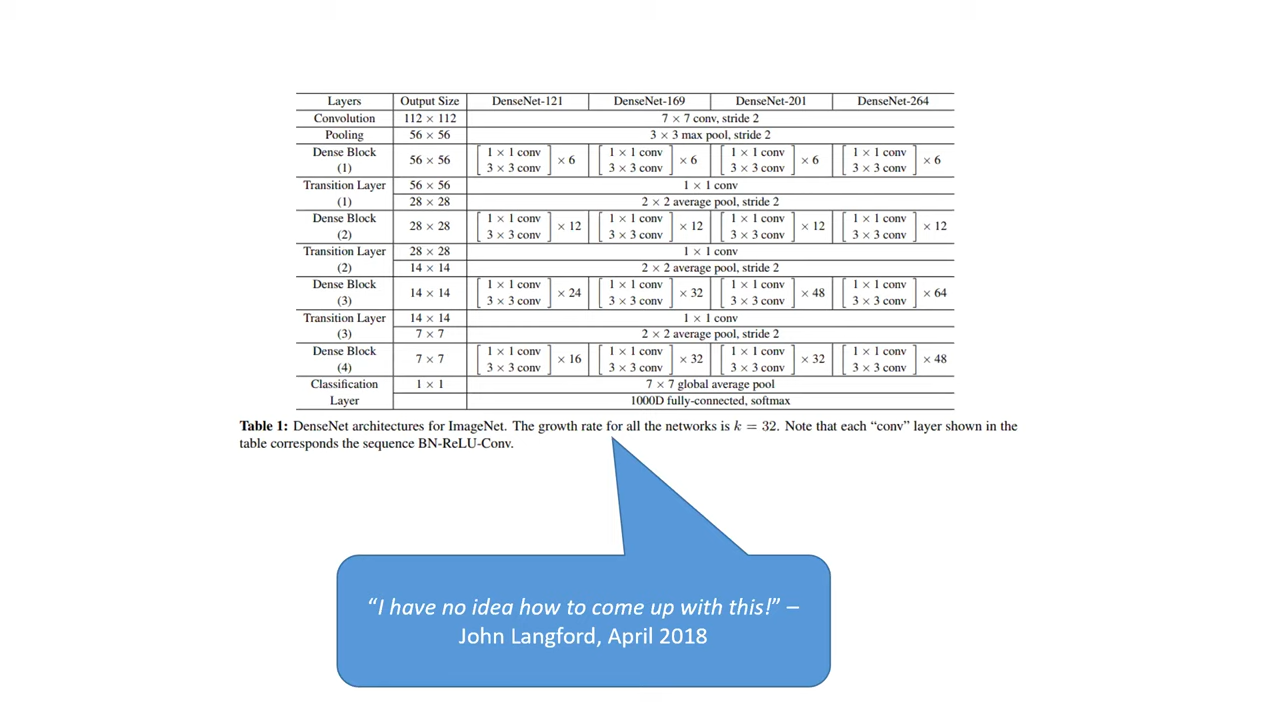 Layers Output Size DenseNet-121 DenseNet-169 DenseNet-201 DenseNet-264
Convolution 112 × 112 7 × 7 conv, stride 2
Pooling 56 × 56 3 × 3 max pool, stride 2
Dense Block (1) 56 × 56 [1 × 1 conv 3 × 3 conv] × 6 [1 × 1 conv 3 × 3 conv] × 6 [1 × 1 conv 3 × 3 conv] × 6 [1 × 1 conv 3 × 3 conv] × 6
Transition Layer 56 × 56 1 × 1 conv
(1) 28 × 28 2 × 2 average pool, stride 2
Dense Block (2) 28 × 28 [1 × 1 conv 3 × 3 conv] × 12 [1 × 1 conv 3 × 3 conv] × 12 [1 × 1 conv 3 × 3 conv] × 12 [1 × 1 conv 3 × 3 conv] × 12
Transition Layer 28 × 28 1 × 1 conv
(2) 14 × 14 2 × 2 average pool, stride 2
Dense Block (3) 14 × 14 [1 × 1 conv 3 × 3 conv] × 24 [1 × 1 conv 3 × 3 conv] × 32 [1 × 1 conv 3 × 3 conv] × 48 [1 × 1 conv 3 × 3 conv] × 64
Transition Layer 14 × 14 1 × 1 conv
(3) 7 × 7 2 × 2 average pool, stride 2
Dense Block (4) 7 × 7 [1 × 1 conv 3 × 3 conv] × 16 [1 × 1 conv 3 × 3 conv] × 32 [1 × 1 conv 3 × 3 conv] × 32 [1 × 1 conv 3 × 3 conv] × 48
Classification 1 × 1 7 × 7 global average pool
Layer 1000D fully-connected, softmax
Table 1: DenseNet architectures for ImageNet. The growth rate for all the networks is k = 32. Note that each “conv” layer shown in the
table corresponds the sequence BN-ReLU-Conv.
“I have no idea how to come up with this!” –
John Langford, April 2018